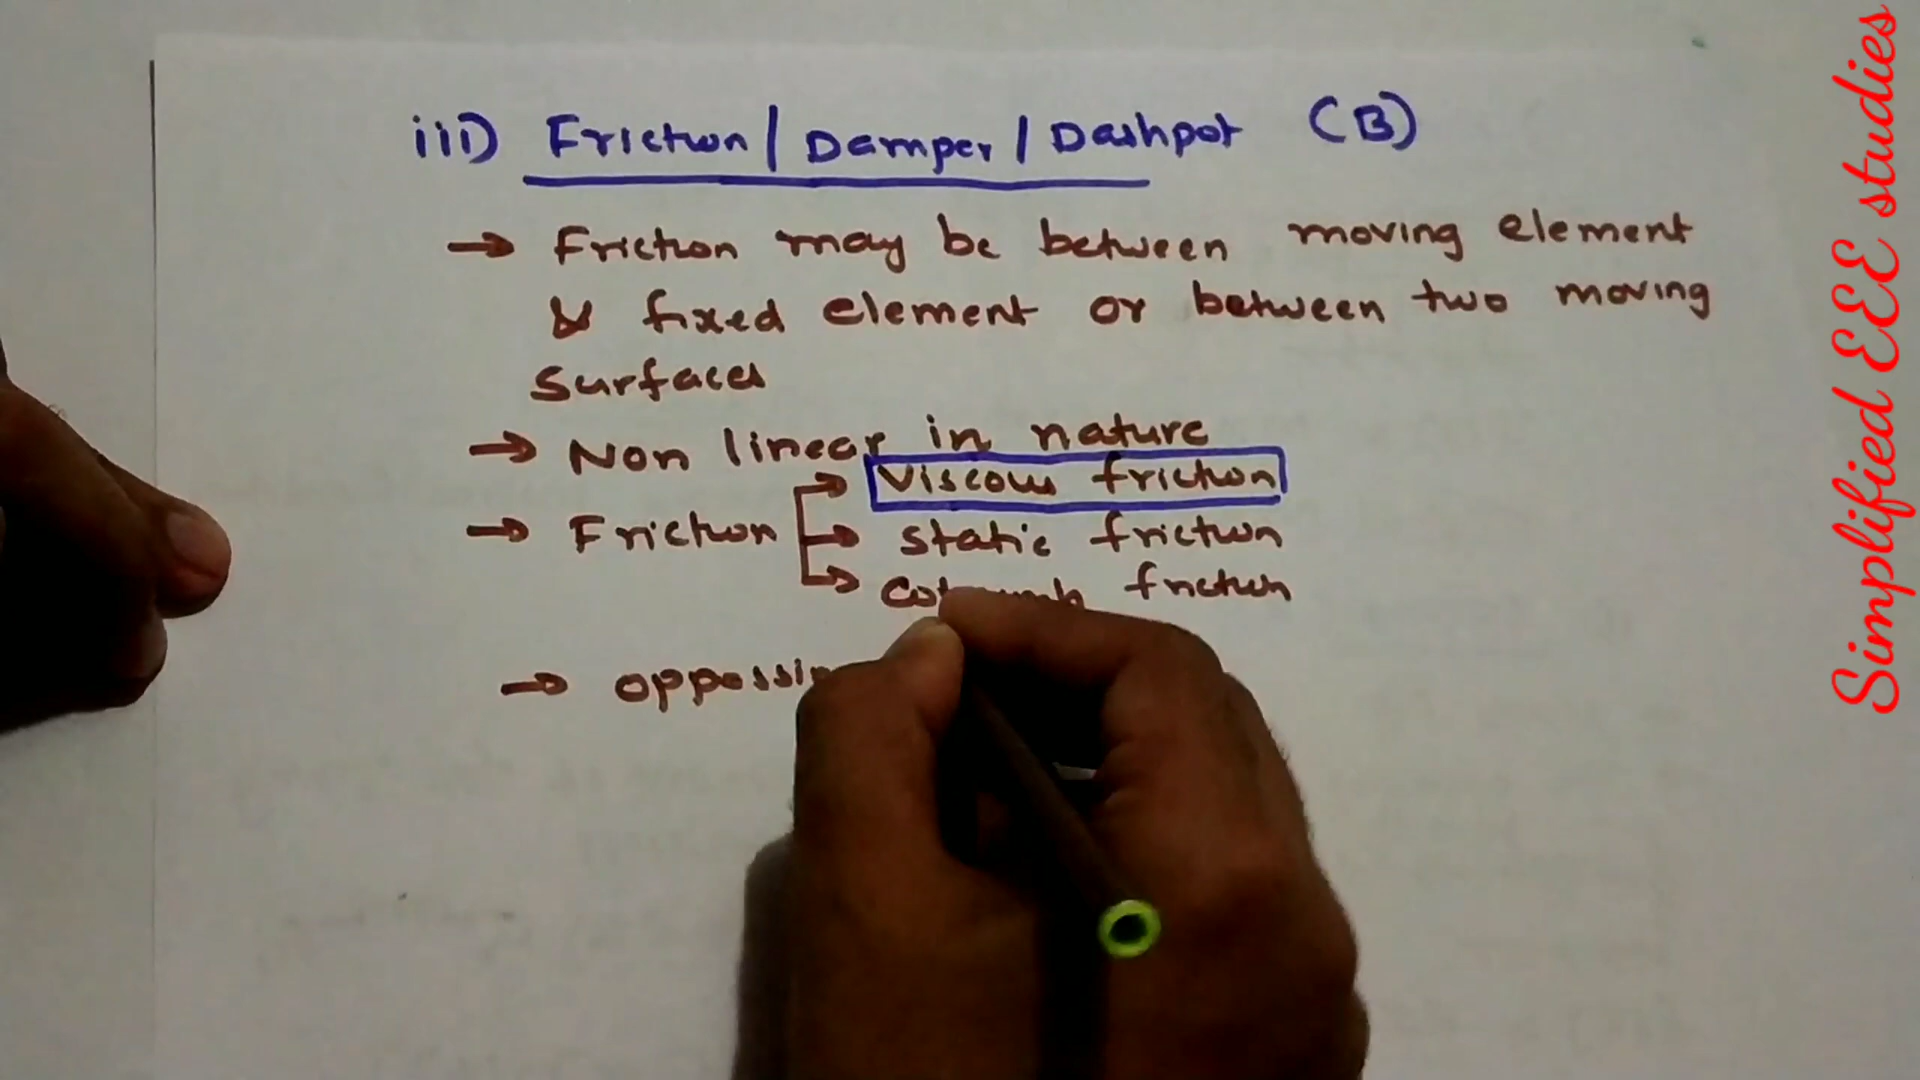 iii) Friction / Damper / Dashpot (B)
→ Friction may be between moving element
& fixed element or between two moving
surfaces
→ Non linear in nature
→ Friction → viscous friction
→ static friction
→ friction
→
Simplified EEE studies